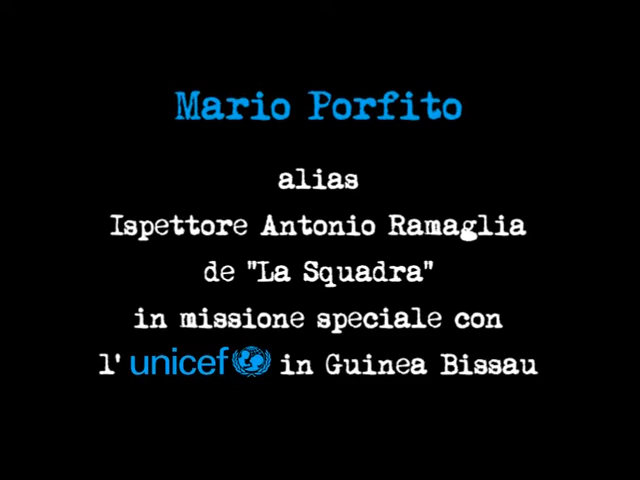 Mario Porfito
alias
Ispettore Antonio Ramaglia
de "La Squadra"
in missione speciale con
l' unicef in Guinea Bissau